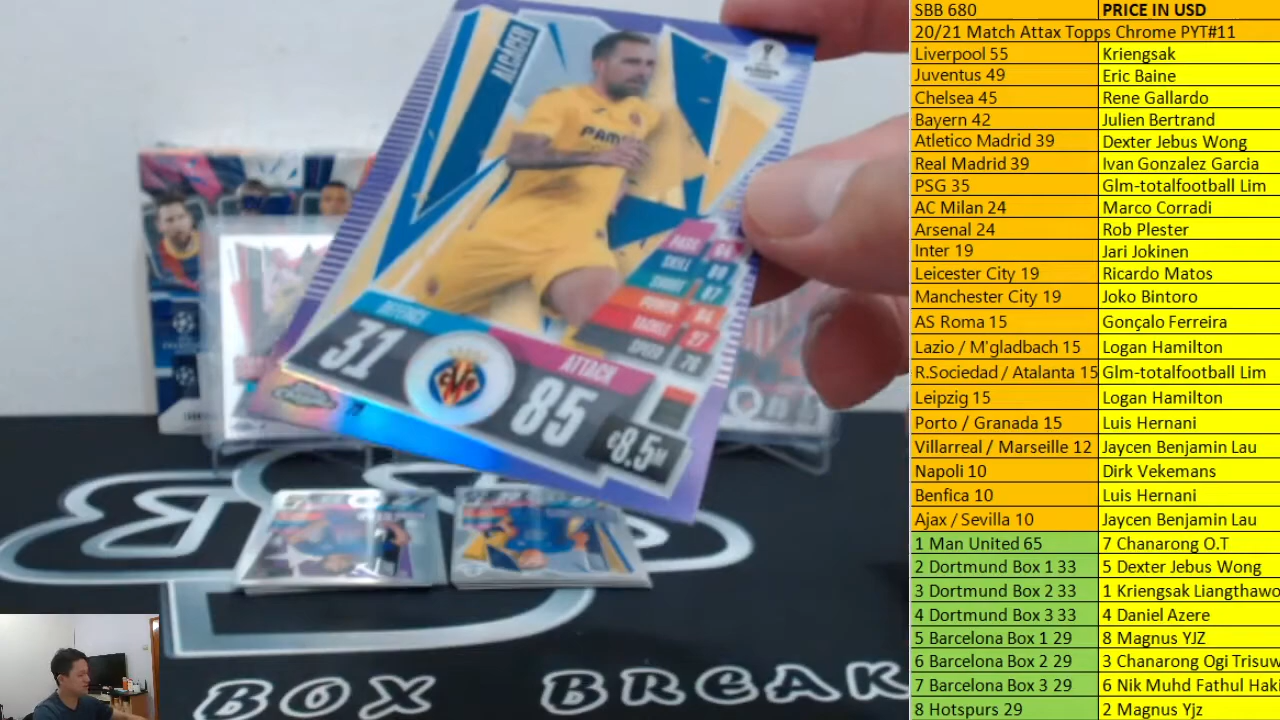 ALCÁCER
PAMESA
SKILL 80
POWER 84
TACKLE 27
SPEED 78
DEFENCE
31
ATTACK
85
€8.5M
BOX BREAK
SBB 680 PRICE IN USD
20/21 Match Attax Topps Chrome PYT#11
Liverpool 55 Kriengsak
Juventus 49 Eric Baine
Chelsea 45 Rene Gallardo
Bayern 42 Julien Bertrand
Atletico Madrid 39 Dexter Jebus Wong
Real Madrid 39 Ivan Gonzalez Garcia
PSG 35 Glm-totalfootball Lim
AC Milan 24 Marco Corradi
Arsenal 24 Rob Plester
Inter 19 Jari Jokinen
Leicester City 19 Ricardo Matos
Manchester City 19 Joko Bintoro
AS Roma 15 Gonçalo Ferreira
Lazio / M'gladbach 15 Logan Hamilton
R.Sociedad / Atalanta 15 Glm-totalfootball Lim
Leipzig 15 Logan Hamilton
Porto / Granada 15 Luis Hernani
Villarreal / Marseille 12 Jaycen Benjamin Lau
Napoli 10 Dirk Vekemans
Benfica 10 Luis Hernani
Ajax / Sevilla 10 Jaycen Benjamin Lau
1 Man United 65 7 Chanarong O.T
2 Dortmund Box 1 33 5 Dexter Jebus Wong
3 Dortmund Box 2 33 1 Kriengsak Liangthawo
4 Dortmund Box 3 33 4 Daniel Azere
5 Barcelona Box 1 29 8 Magnus YJZ
6 Barcelona Box 2 29 3 Chanarong Ogi Trisuw
7 Barcelona Box 3 29 6 Nik Muhd Fathul Haki
8 Hotspurs 29 2 Magnus Yjz